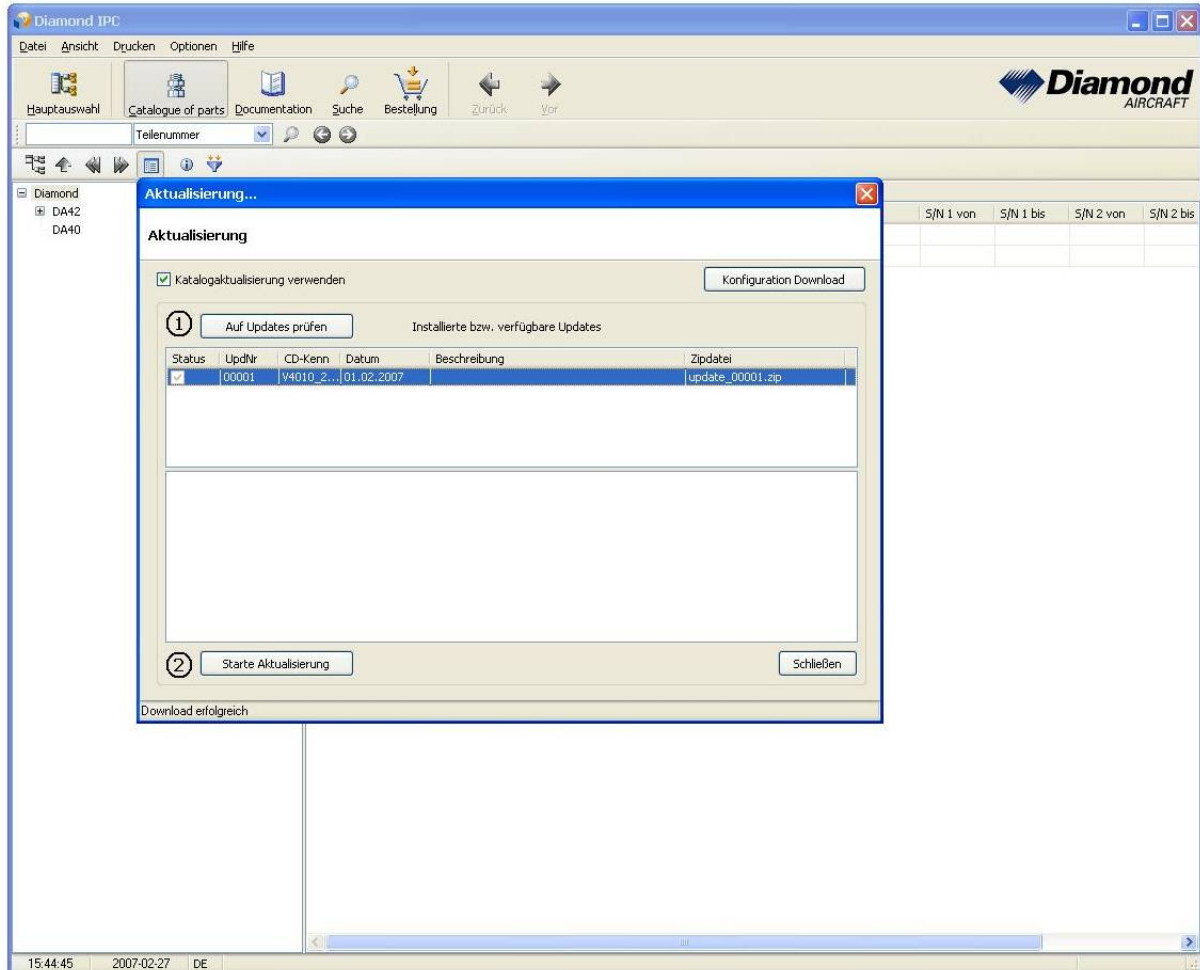 Diamond IPC
Datei Ansicht Drucken Optionen Hilfe
Hauptauswahl Catalogue of parts Documentation Suche Bestellung Zurück Vor
Diamond
AIRCRAFT
Teilenummer
Diamond
DA42
DA40
S/N 1 von S/N 1 bis S/N 2 von S/N 2 bis
Aktualisierung...
Aktualisierung
Katalogaktualisierung verwenden
Konfiguration Download
1 Auf Updates prüfen Installierte bzw. verfügbare Updates
Status UpdNr CD-Kenn Datum Beschreibung Zipdatei
00001 V4010_2... 01.02.2007 update_00001.zip
2 Starte Aktualisierung Schließen
Download erfolgreich
15:44:45 2007-02-27 DE